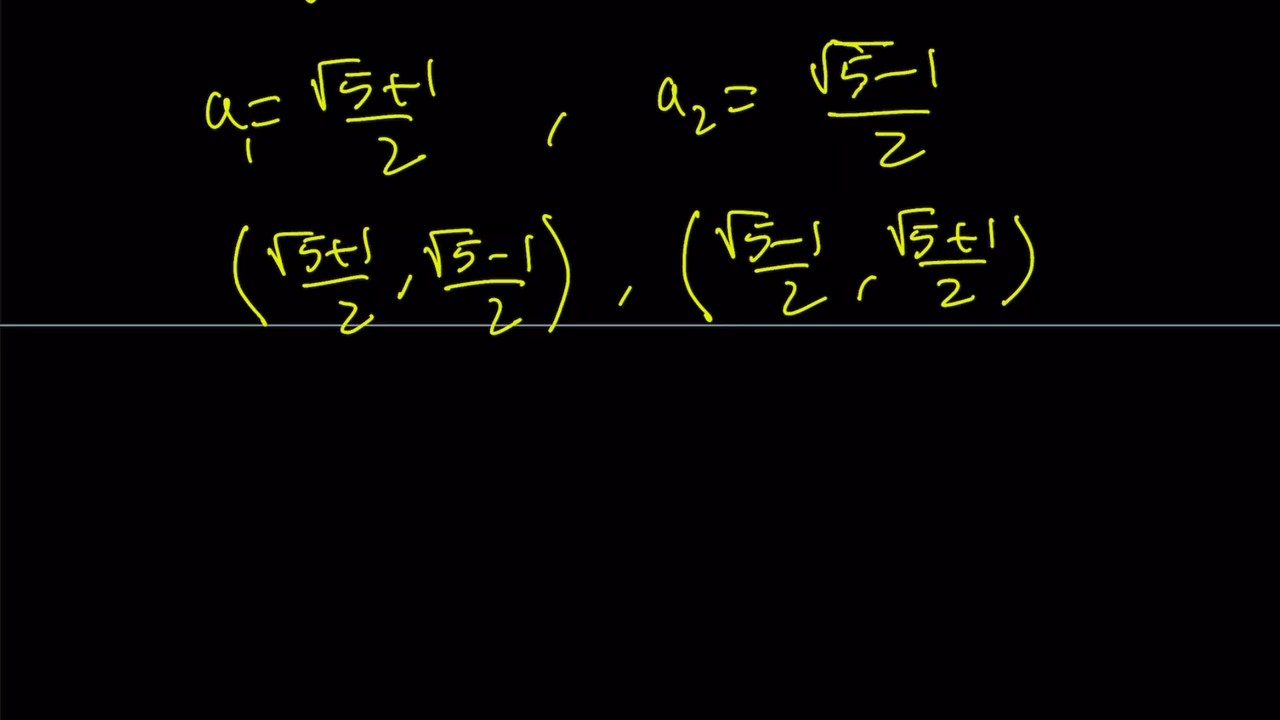 a₁ = (√5+1)/2 , a₂ = (√5-1)/2
((√5+1)/2 , (√5-1)/2) , ((√5-1)/2 , (√5+1)/2)